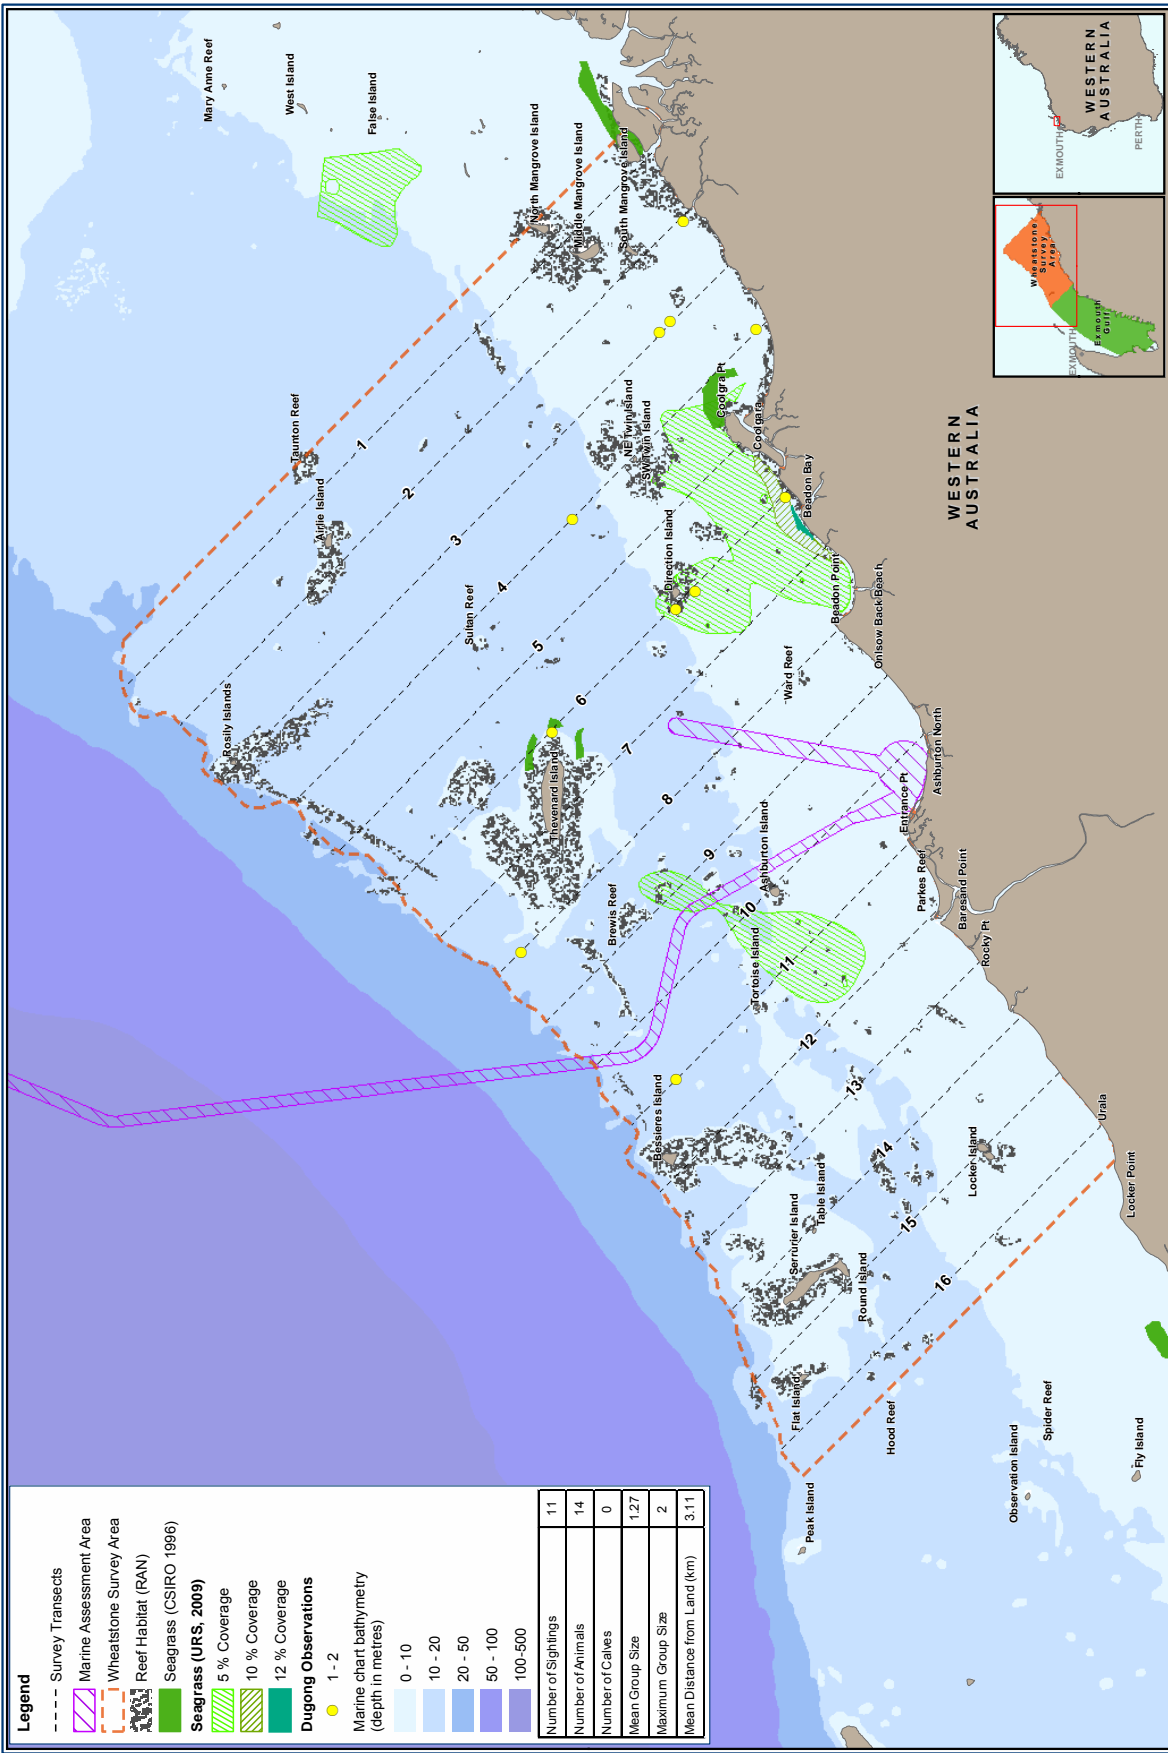 Legend
Survey Transects
Marine Assessment Area
Wheatstone Survey Area
Reef Habitat (RAN)
Seagrass (CSIRO 1996)
Seagrass (URS, 2009)
5 % Coverage
10 % Coverage
12 % Coverage
Dugong Observations
1 - 2
Marine chart bathymetry
(depth in metres)
0 - 10
10 - 20
20 - 50
50 - 100
100-500
Number of Sightings 11
Number of Animals 14
Number of Calves 0
Mean Group Size 1.27
Maximum Group Size 2
Mean Distance from Land (km) 3.11
Mary Anne Reef
West Island
False Island
North Mangrove Island
Middle Mangrove Island
South Mangrove Island
Taunton Reef
Airlie Island
Sultan Reef
Rosily Islands
Thevenard Island
NE Twin Island
SW Twin Island
Direction Island
Coolgra Pt
Coolgara
Beadon Bay
Beadon Point
Onlsow Back Beach
Ward Reef
Ashburton North
Entrance Pt
Ashburton Island
Parkes Reef
Baresand Point
Rocky Pt
Brewis Reef
Tortoise Island
Bessieres Island
Table Island
Serrurier Island
Round Island
Locker Island
Urala
Locker Point
Flat Island
Hood Reef
Peak Island
Observation Island
Spider Reef
Fly Island
1
2
3
4
5
6
7
8
9
10
11
12
13
14
15
16
WESTERN
AUSTRALIA
Wheatstone
Survey
Area
Exmouth
Gulf
EXMOUTH
EXMOUTH
WESTERN
AUSTRALIA
PERTH